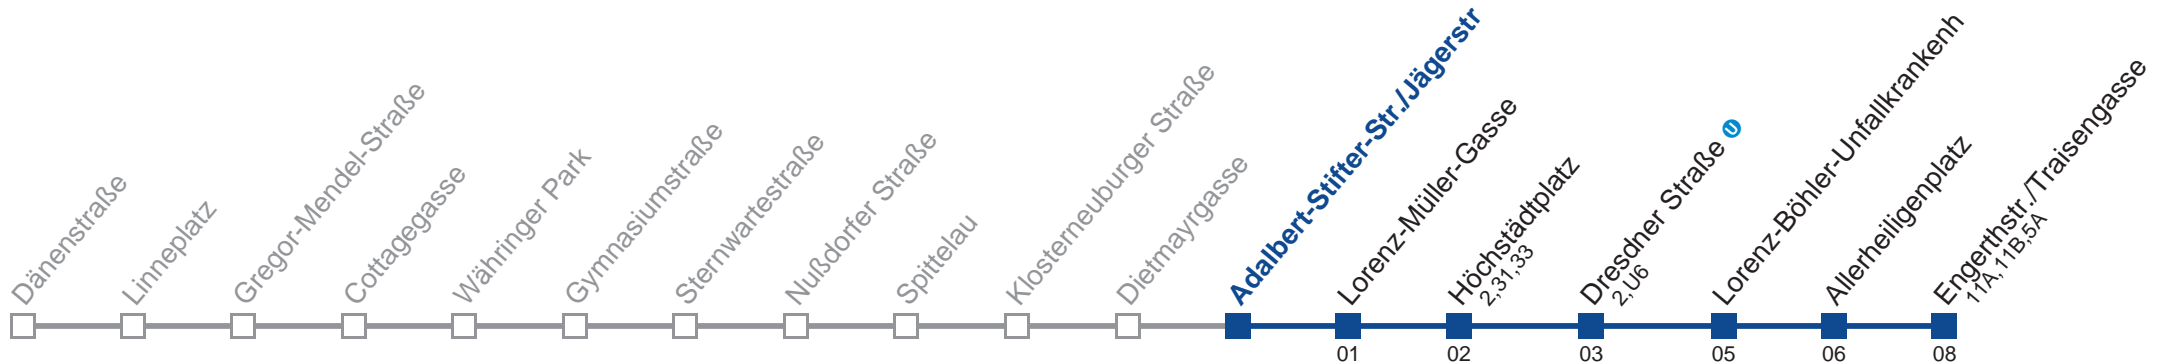 Dänenstraße
Linneplatz
Gregor-Mendel-Straße
Cottagegasse
Währinger Park
Gymnasiumstraße
Sternwartestraße
Nußdorfer Straße
Spittelau
Klosterneuburger Straße
Dietmayrgasse
Adalbert-Stifter-Str./Jägerstr
Lorenz-Müller-Gasse
01
Höchstädtplatz
2,31,33
02
Dresdner Straße U
2,U6
03
Lorenz-Böhler-Unfallkrankenh
05
Allerheiligenplatz
06
Engerthstr./Traisengasse
11A,11B,5A
08